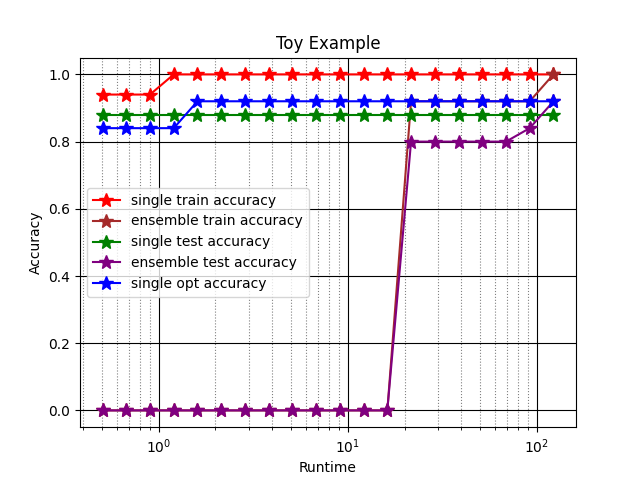 Toy Example
Accuracy
1.0
0.8
0.6
0.4
0.2
0.0
single train accuracy
ensemble train accuracy
single test accuracy
ensemble test accuracy
single opt accuracy
10⁰ 10¹ 10²
Runtime